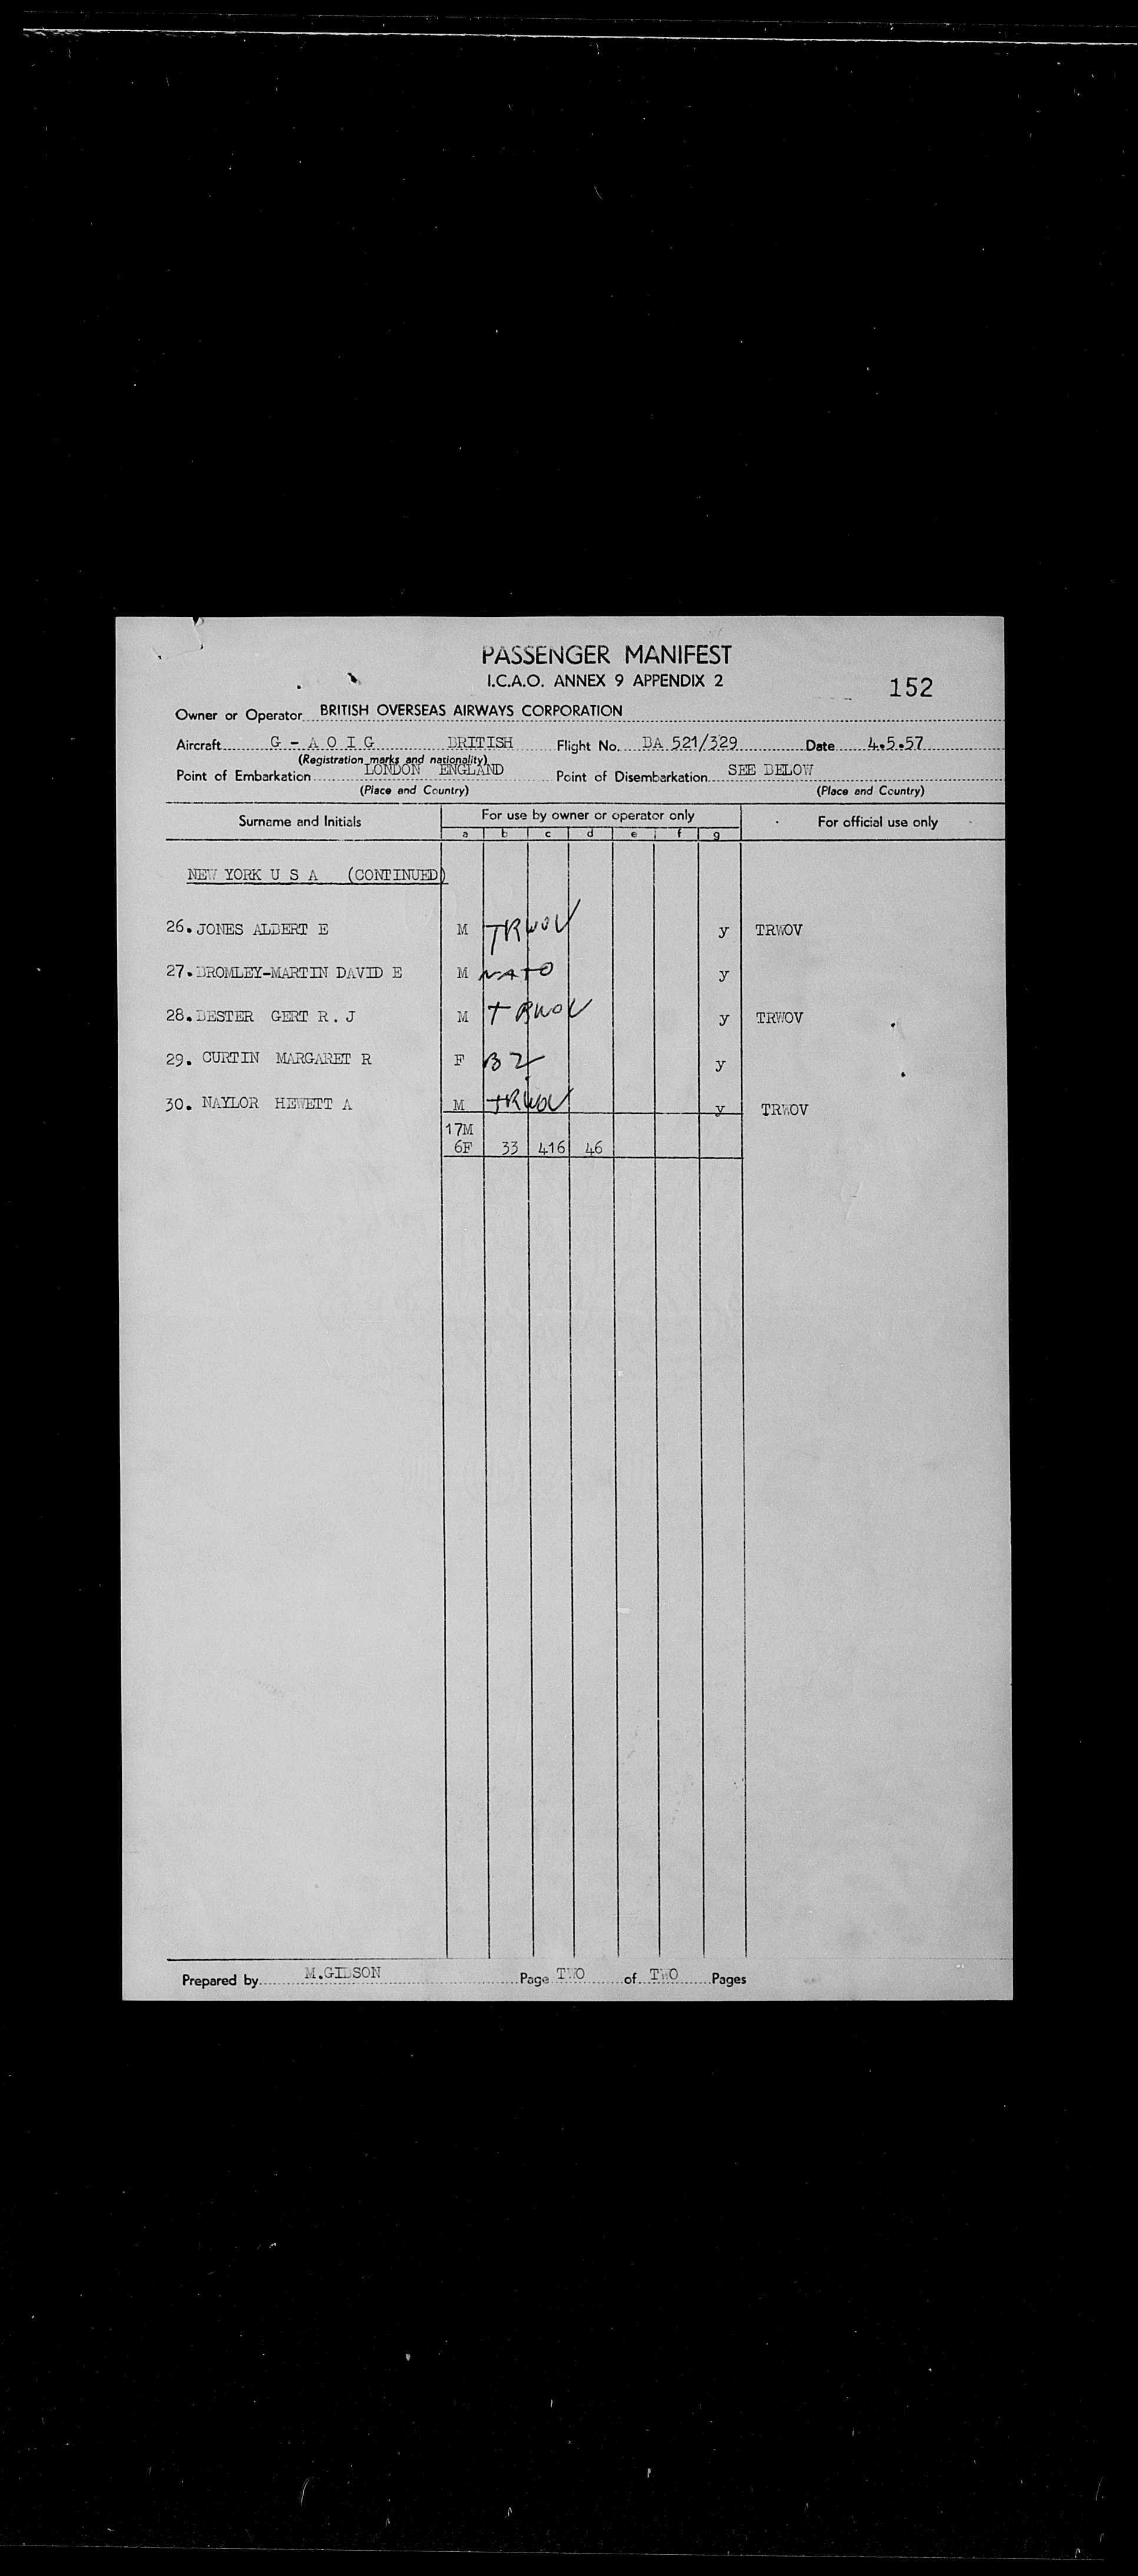 PASSENGER MANIFEST
I.C.A.O. ANNEX 9 APPENDIX 2
152
Owner or Operator BRITISH OVERSEAS AIRWAYS CORPORATION
Aircraft G - A O I G BRITISH Flight No. BA 521/329 Date 4.5.57
(Registration marks and nationality)
Point of Embarkation LONDON ENGLAND Point of Disembarkation SEE BELOW
(Place and Country) (Place and Country)
Surname and Initials For use by owner or operator only For official use only
a b c d e f g
NEW YORK U S A (CONTINUED)
26. JONES ALBERT E M TRWOV y TRWOV
27. BROMLEY-MARTIN DAVID E M NATO y
28. BESTER GERT R. J M TRWOV y TRWOV
29. CURTIN MARGARET R F B2 y
30. NAYLOR HEWETT A M TRWOV y TRWOV
17M
6F 33 416 46
Prepared by M.GIBSON Page TWO of TWO Pages